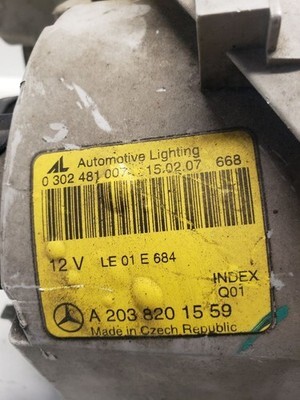 AL Automotive Lighting
0 302 481 007 15.02.07 668
12 V LE 01 E 684
INDEX
Q01
A 203 820 15 59
Made in Czech Republic